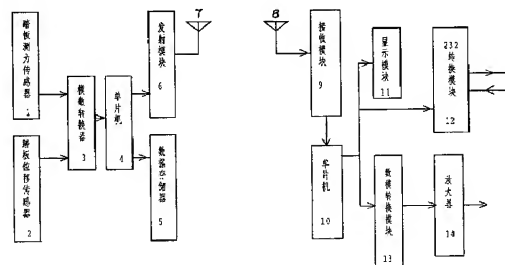 踏板测力传感器
1
踏板位移传感器
2
模数转换器
3
单片机
4
发射模块
6
7
数据存储器
5
8
接收模块
9
单片机
10
显示模块
11
232
转换模块
12
数模转换模块
13
放大器
14